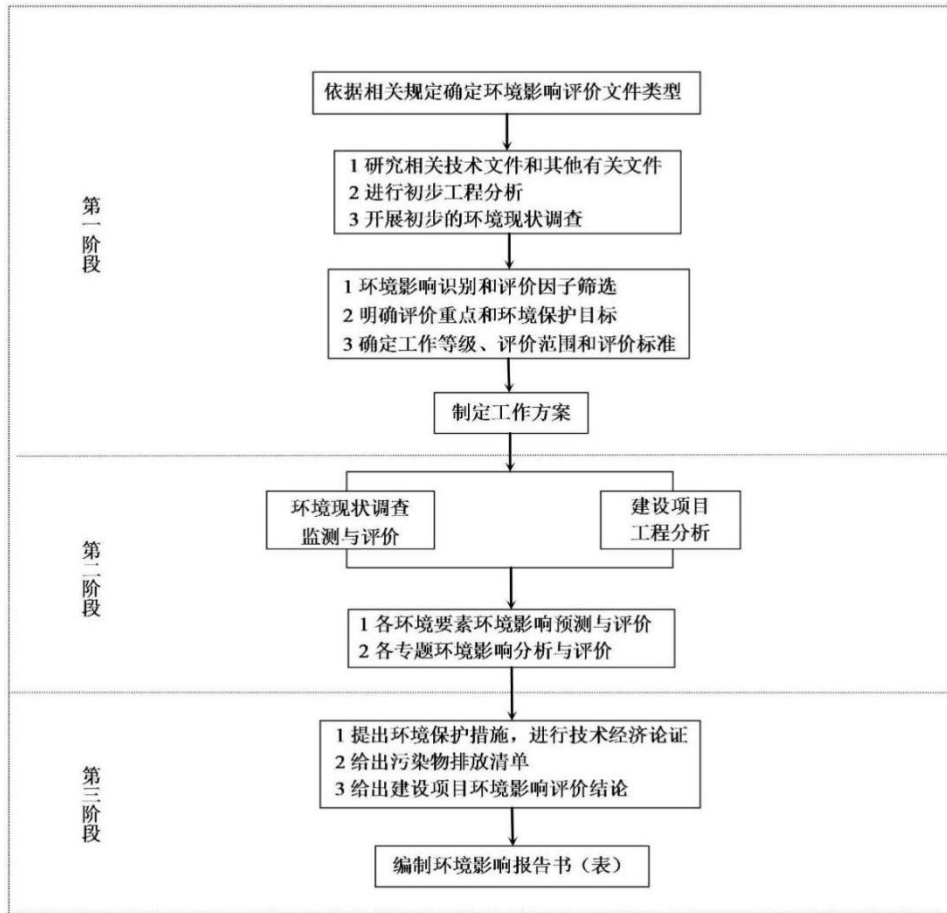 依据相关规定确定环境影响评价文件类型
1 研究相关技术文件和其他有关文件
2 进行初步工程分析
3 开展初步的环境现状调查
第一阶段
1 环境影响识别和评价因子筛选
2 明确评价重点和环境保护目标
3 确定工作等级、评价范围和评价标准
制定工作方案
环境现状调查
监测与评价
建设项目
工程分析
第二阶段
1 各环境要素环境影响预测与评价
2 各专题环境影响分析与评价
1 提出环境保护措施，进行技术经济论证
2 给出污染物排放清单
3 给出建设项目环境影响评价结论
第三阶段
编制环境影响报告书（表）